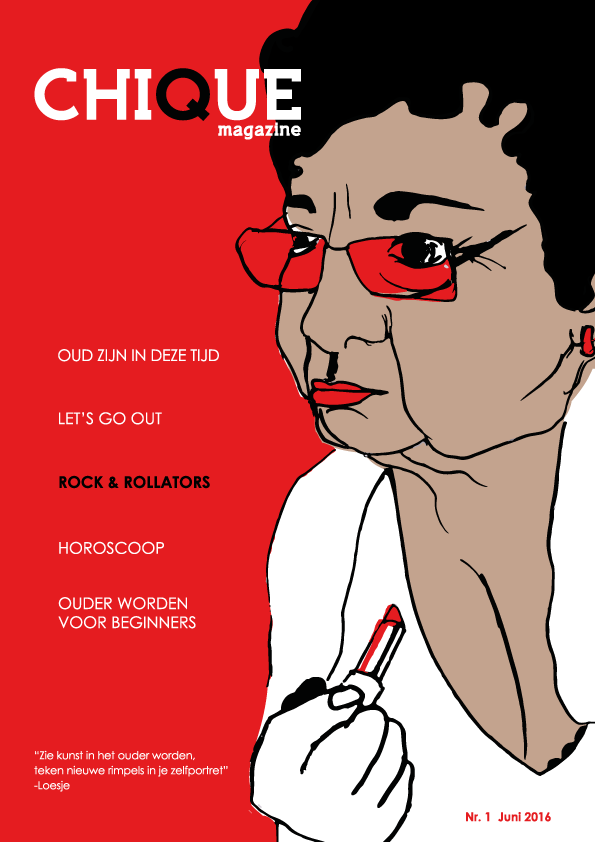 CHIQUE
magazine
OUD ZIJN IN DEZE TIJD
LET'S GO OUT
ROCK & ROLLATORS
HOROSCOOP
OUDER WORDEN
VOOR BEGINNERS
“Zie kunst in het ouder worden,
teken nieuwe rimpels in je zelfportret”
-Loesje
Nr. 1 Juni 2016